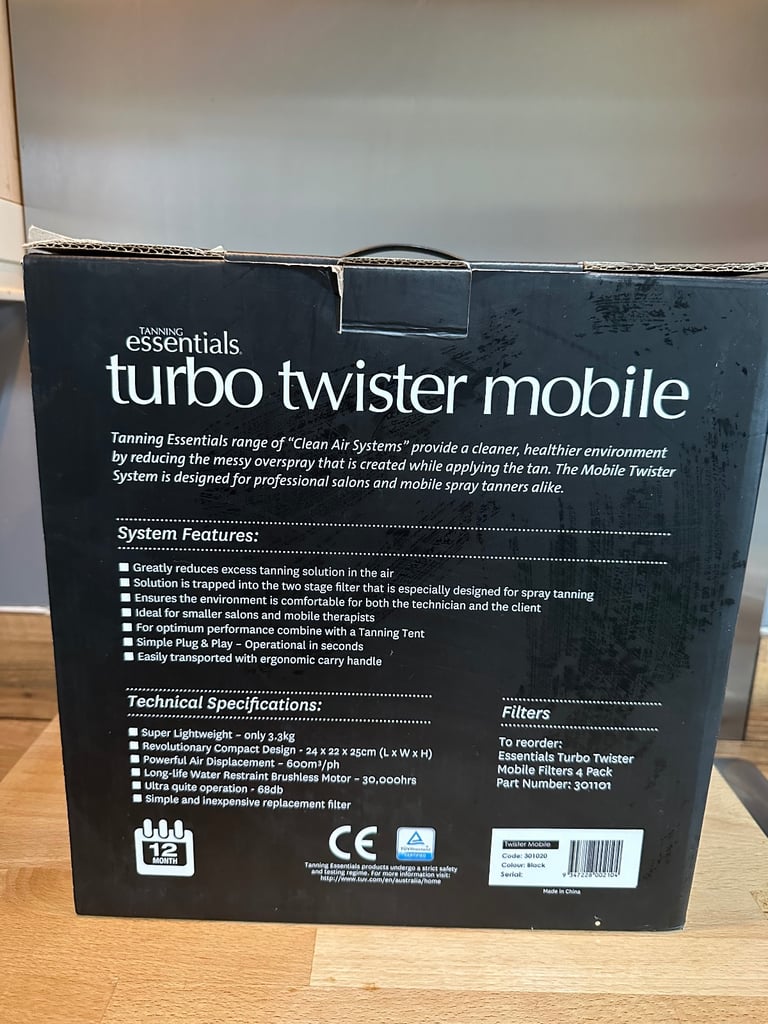 TANNING
essentials
turbo twister mobile
Tanning Essentials range of "Clean Air Systems" provide a cleaner, healthier environment
by reducing the messy overspray that is created while applying the tan. The Mobile Twister
System is designed for professional salons and mobile spray tanners alike.
System Features:
Greatly reduces excess tanning solution in the air
Solution is trapped into the two stage filter that is especially designed for spray tanning
Ensures the environment is comfortable for both the technician and the client
Ideal for smaller salons and mobile therapists
For optimum performance combine with a Tanning Tent
Simple Plug & Play – Operational in seconds
Easily transported with ergonomic carry handle
Technical Specifications:
Super Lightweight – only 3.3kg
Revolutionary Compact Design - 24 x 22 x 25cm (L x W x H)
Powerful Air Displacement – 600m³/ph
Long-life Water Restraint Brushless Motor – 30,000hrs
Ultra quite operation - 68db
Simple and inexpensive replacement filter
Filters
To reorder:
Essentials Turbo Twister
Mobile Filters 4 Pack
Part Number: 301101
12
MONTH
CE
TÜVRheinland
CERTIFIED
Tanning Essentials products undergo a strict safety
and testing regime. For more information visit:
http://www.tuv.com/en/australia/home
Twister Mobile
Code: 301020
Colour: Black
Serial:
9 347228 002104
Made in China